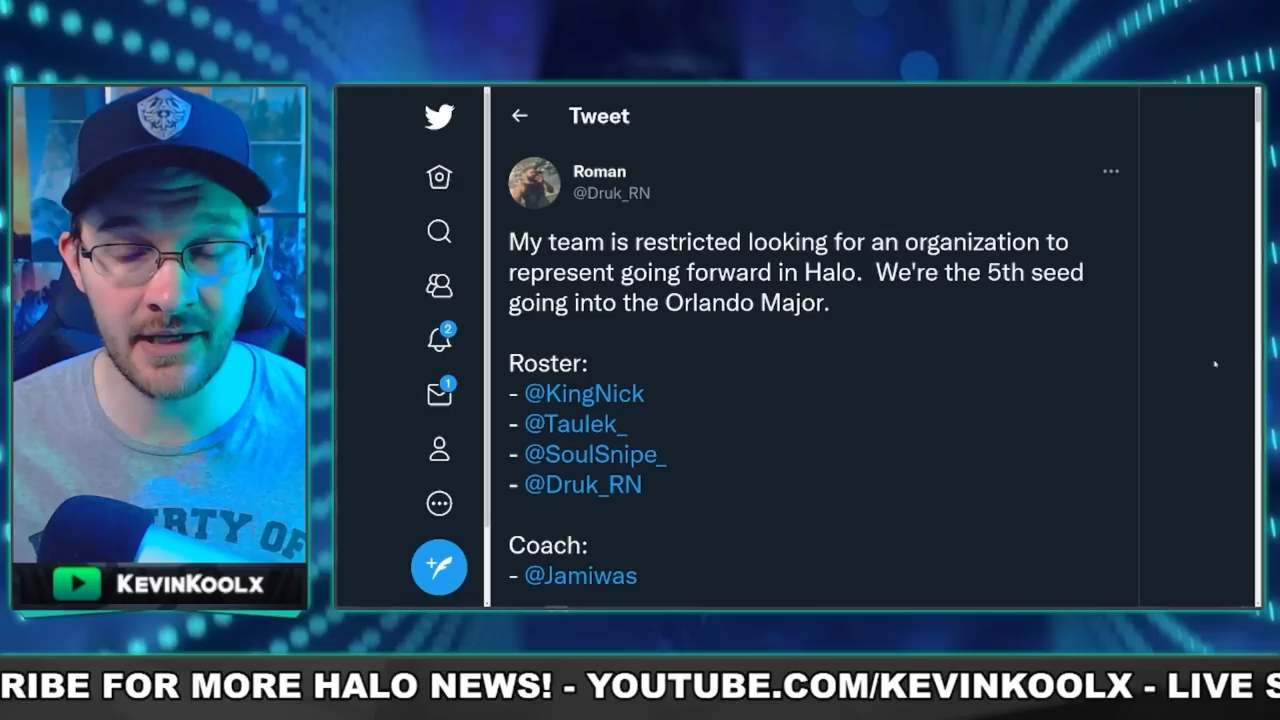 Tweet
Roman
@Druk_RN
My team is restricted looking for an organization to
represent going forward in Halo. We're the 5th seed
going into the Orlando Major.
Roster:
- @KingNick
- @Taulek_
- @SoulSnipe_
- @Druk_RN
Coach:
- @Jamiwas
2
1
RTY OF
KEVINKOOLX
RIBE FOR MORE HALO NEWS! - YOUTUBE.COM/KEVINKOOLX - LIVE S